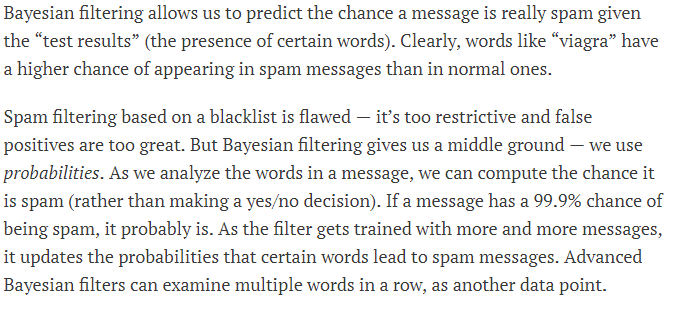 Bayesian filtering allows us to predict the chance a message is really spam given
the “test results” (the presence of certain words). Clearly, words like “viagra” have
a higher chance of appearing in spam messages than in normal ones.
Spam filtering based on a blacklist is flawed — it’s too restrictive and false
positives are too great. But Bayesian filtering gives us a middle ground — we use
probabilities. As we analyze the words in a message, we can compute the chance it
is spam (rather than making a yes/no decision). If a message has a 99.9% chance of
being spam, it probably is. As the filter gets trained with more and more messages,
it updates the probabilities that certain words lead to spam messages. Advanced
Bayesian filters can examine multiple words in a row, as another data point.